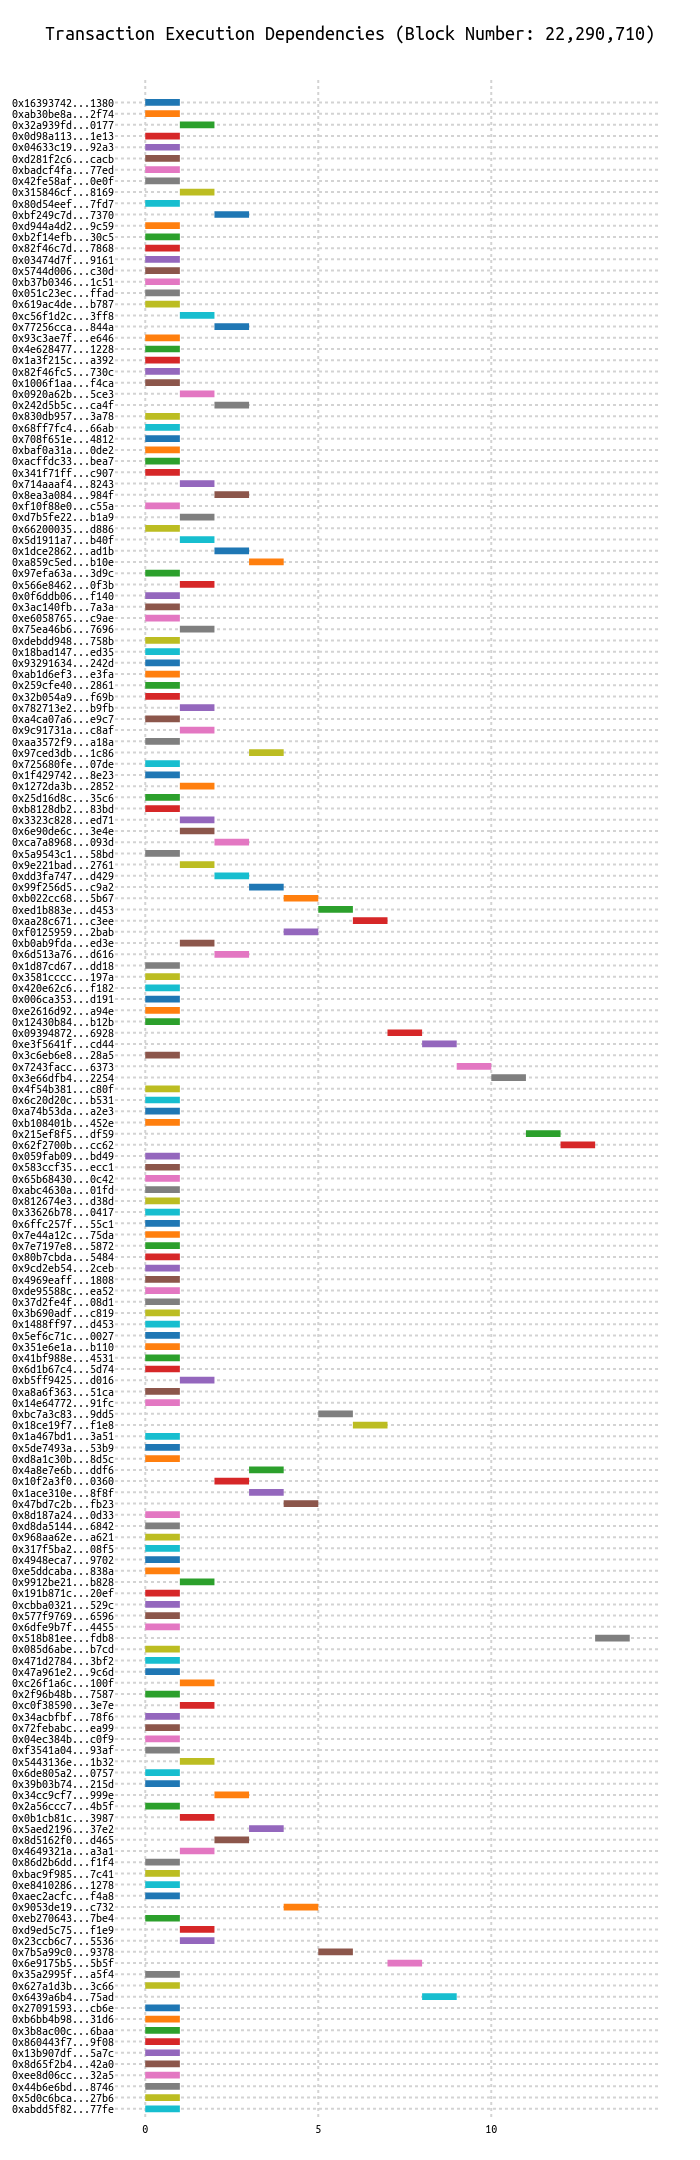 Transaction Execution Dependencies (Block Number: 22,290,710)
0x16393742...1380
0xab30be8a...2f74
0x32a939fd...0177
0x0d98a113...1e13
0x04633c19...92a3
0xd281f2c6...cacb
0xbadcf4fa...77ed
0x42fe58af...0e0f
0x315846cf...8169
0x80d54eef...7fd7
0xbf249c7d...7370
0xd944a4d2...9c59
0xb2f14efb...30c5
0x82f46c7d...7868
0x03474d7f...9161
0x5744d006...c30d
0xb37b0346...1c51
0x051c23ec...ffad
0x619ac4de...b787
0xc56f1d2c...3ff8
0x77256cca...844a
0x93c3ae7f...e646
0x4e628477...1228
0x1a3f215c...a392
0x82f46fc5...730c
0x1006f1aa...f4ca
0x0920a62b...5ce3
0x242d5b5c...ca4f
0x830db957...3a78
0x68ff7fc4...66ab
0x708f651e...4812
0xbaf0a31a...0de2
0xacffdc33...bea7
0x341f71ff...c907
0x714aaaf4...8243
0x8ea3a084...984f
0xf10f88e0...c55a
0xd7b5fe22...b1a9
0x66200035...d886
0x5d1911a7...b40f
0x1dce2862...ad1b
0xa859c5ed...b10e
0x97efa63a...3d9c
0x566e8462...0f3b
0x0f6ddb06...f140
0x3ac140fb...7a3a
0xe6058765...c9ae
0x75ea46b6...7696
0xdebdd948...758b
0x18bad147...ed35
0x93291634...242d
0xab1d6ef3...e3fa
0x259cfe40...2861
0x32b054a9...f69b
0x782713e2...b9fb
0xa4ca07a6...e9c7
0x9c91731a...c8af
0xaa3572f9...a18a
0x97ced3db...1c86
0x725680fe...07de
0x1f429742...8e23
0x1272da3b...2852
0x25d16d8c...35c6
0xb8128db2...83bd
0x3323c828...ed71
0x6e90de6c...3e4e
0xca7a8968...093d
0x5a9543c1...58bd
0x9e221bad...2761
0xdd3fa747...d429
0x99f256d5...c9a2
0xb022cc68...5b67
0xed1b883e...d453
0xaa28c671...c3ee
0xf0125959...2bab
0xb0ab9fda...ed3e
0x6d513a76...d616
0x1d87cd67...dd18
0x3581cccc...197a
0x420e62c6...f182
0x006ca353...d191
0xe2616d92...a94e
0x12430b84...b12b
0x09394872...6928
0xe3f5641f...cd44
0x3c6eb6e8...28a5
0x7243facc...6373
0x3e66dfb4...2254
0x4f54b381...c80f
0x6c20d20c...b531
0xa74b53da...a2e3
0xb108401b...452e
0x215ef8f5...df59
0x62f2700b...cc62
0x059fab09...bd49
0x583ccf35...ecc1
0x65b68430...0c42
0xabc4630a...01fd
0x812674e3...d38d
0x33626b78...0417
0x6ffc257f...55c1
0x7e44a12c...75da
0x7e7197e8...5872
0x80b7cbda...5484
0x9cd2eb54...2ceb
0x4969eaff...1808
0xde95588c...ea52
0x37d2fe4f...08d1
0x3b690adf...c819
0x1488ff97...d453
0x5ef6c71c...0027
0x351e6e1a...b110
0x41bf988e...4531
0x6d1b67c4...5d74
0xb5ff9425...d016
0xa8a6f363...51ca
0x14e64772...91fc
0xbc7a3c83...9dd5
0x18ce19f7...f1e8
0x1a467bd1...3a51
0x5de7493a...53b9
0xd8a1c30b...8d5c
0x4a8e7e6b...ddf6
0x10f2a3f0...0360
0x1ace310e...8f8f
0x47bd7c2b...fb23
0x8d187a24...0d33
0xd8da5144...6842
0x968aa62e...a621
0x317f5ba2...08f5
0x4948eca7...9702
0xe5ddcaba...838a
0x9912be21...b828
0x191b871c...20ef
0xcbba0321...529c
0x577f9769...6596
0x6dfe9b7f...4455
0x518b81ee...fdb8
0x085d6abe...b7cd
0x471d2784...3bf2
0x47a961e2...9c6d
0xc26f1a6c...100f
0x2f96b48b...7587
0xc0f38590...3e7e
0x34acbfbf...78f6
0x72febabc...ea99
0x04ec384b...c0f9
0xf3541a04...93af
0x5443136e...1b32
0x6de805a2...0757
0x39b03b74...215d
0x34cc9cf7...999e
0x2a56ccc7...4b5f
0x0b1cb81c...3987
0x5aed2196...37e2
0x8d5162f0...d465
0x4649321a...a3a1
0x86d2b6dd...f1f4
0xbac9f985...7c41
0xe8410286...1278
0xaec2acfc...f4a8
0x9053de19...c732
0xeb270643...7be4
0xd9ed5c75...f1e9
0x23ccb6c7...5536
0x7b5a99c0...9378
0x6e9175b5...5b5f
0x35a2995f...a5f4
0x627a1d3b...3c66
0x6439a6b4...75ad
0x27091593...cb6e
0xb6bb4b98...31d6
0x3b8ac00c...6baa
0x860443f7...9f08
0x13b907df...5a7c
0x8d65f2b4...42a0
0xee8d06cc...32a5
0x44b6e6bd...8746
0x5d0c6bca...27b6
0xabdd5f82...77fe
0 5 10